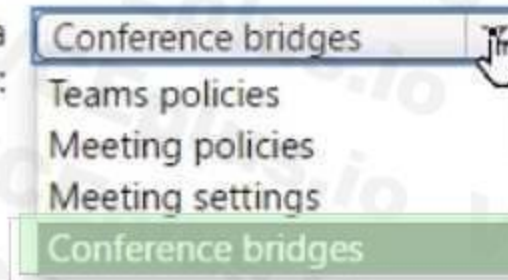 a
Conference bridges
:
Teams policies
Meeting policies
Meeting settings
Conference bridges